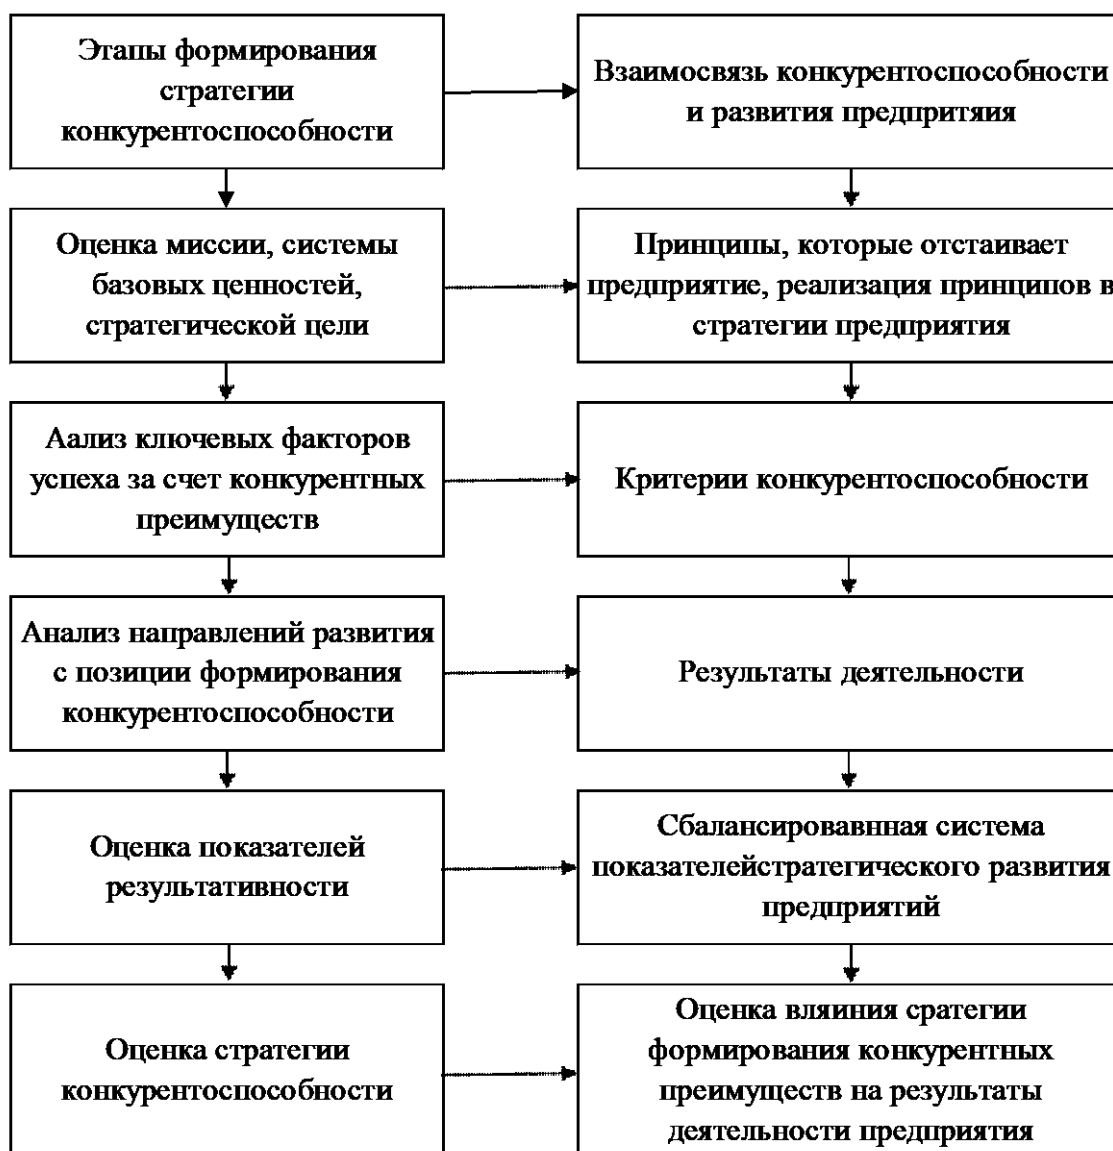 Этапы формирования
стратегии
конкурентоспособности
Взаимосвязь конкурентоспособности
и развития предпритяия
Оценка миссии, системы
базовых ценностей,
стратегической цели
Принципы, которые отстаивает
предприятие, реализация принципов в
стратегии предприятия
Аализ ключевых факторов
успеха за счет конкурентных
преимуществ
Критерии конкурентоспособности
Анализ направлений развития
с позиции формирования
конкурентоспособности
Результаты деятельности
Оценка показателей
результативности
Сбалансироваввнная система
показателейстратегического развития
предприятий
Оценка стратегии
конкурентоспособности
Оценка вляиния сратегии
формирования конкурентных
преимуществ на результаты
деятельности предприятия